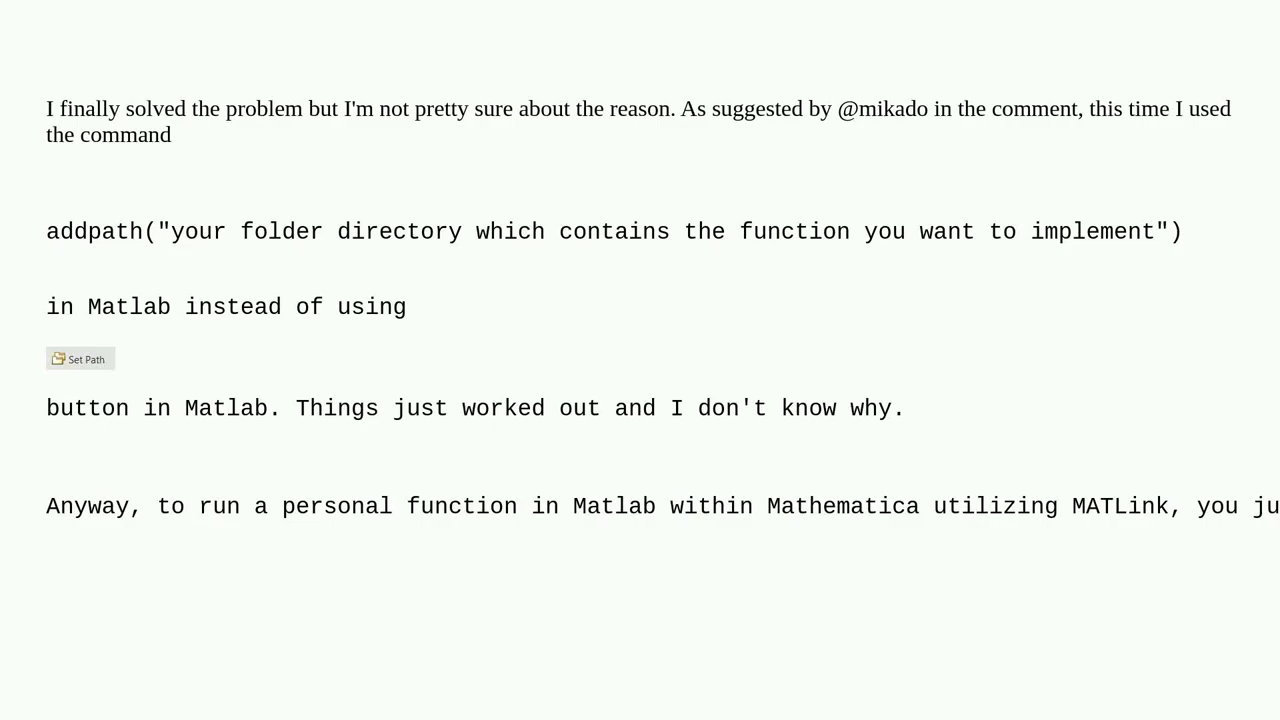 I finally solved the problem but I'm not pretty sure about the reason. As suggested by @mikado in the comment, this time I used
the command
addpath("your folder directory which contains the function you want to implement")
in Matlab instead of using
Set Path
button in Matlab. Things just worked out and I don't know why.
Anyway, to run a personal function in Matlab within Mathematica utilizing MATLink, you ju